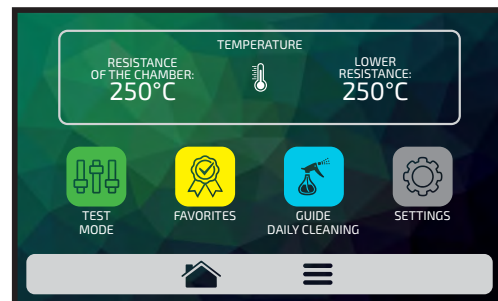 TEMPERATURE
RESISTANCE
OF THE CHAMBER:
250°C
LOWER
RESISTANCE:
250°C
TEST
MODE
FAVORITES
GUIDE
DAILY CLEANING
SETTINGS